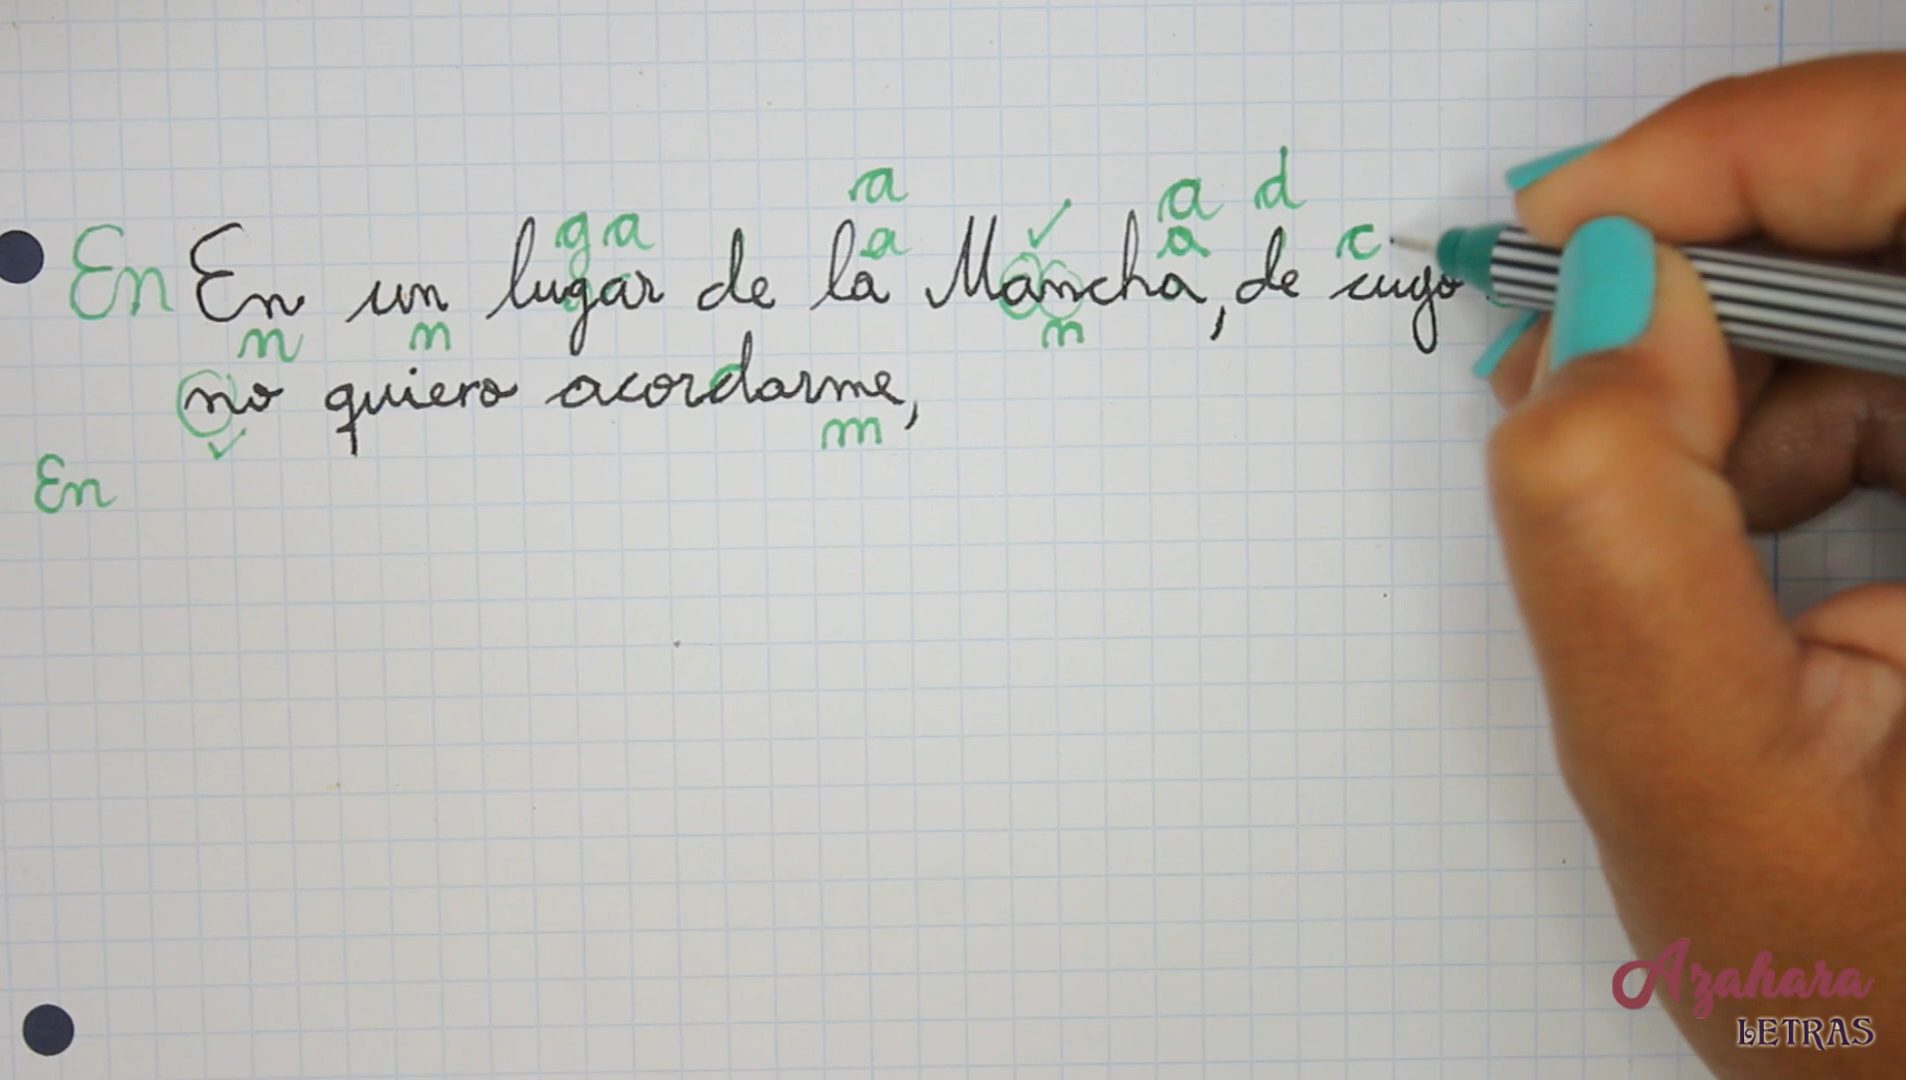 a
a d
g a ✓
a a c
En En un lugar de la Mancha, de cuyo
n n n
no quiero acordarme,
✓ m
En
Azahara
LETRAS